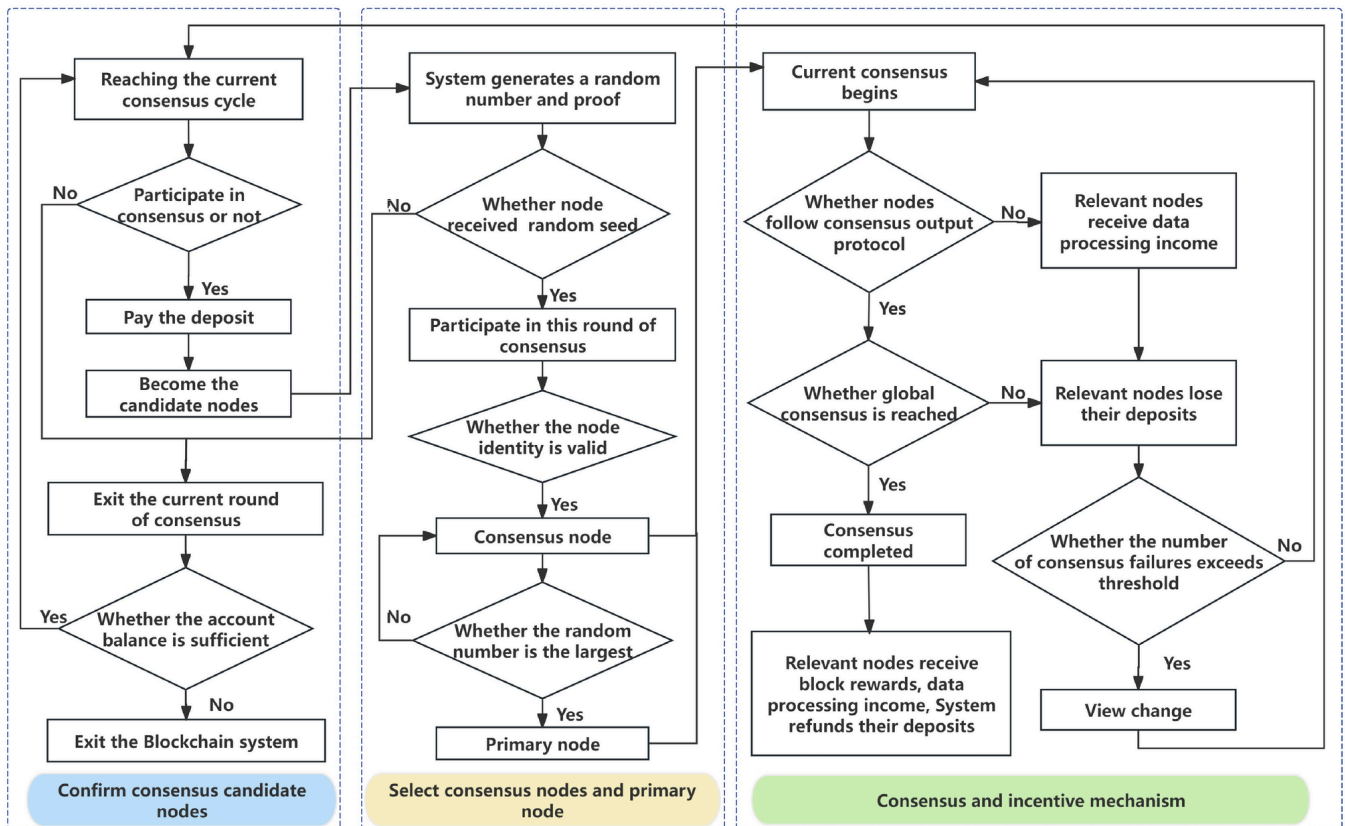 Reaching the current
consensus cycle
No
Participate in
consensus or not
Yes
Pay the deposit
Become the
candidate nodes
Exit the current round
of consensus
Yes
Whether the account
balance is sufficient
No
Exit the Blockchain system
Confirm consensus candidate
nodes
System generates a random
number and proof
No
Whether node
received random seed
Yes
Participate in this round of
consensus
Whether the node
identity is valid
Yes
Consensus node
No
Whether the random
number is the largest
Yes
Primary node
Select consensus nodes and primary
node
Current consensus
begins
Whether nodes
follow consensus output
protocol
No
Relevant nodes
receive data
processing income
Yes
Whether global
consensus is reached
No
Relevant nodes lose
their deposits
Yes
Consensus
completed
Whether the number
of consensus failures exceeds
threshold
No
Relevant nodes receive
block rewards, data
processing income, System
refunds their deposits
Yes
View change
Consensus and incentive mechanism